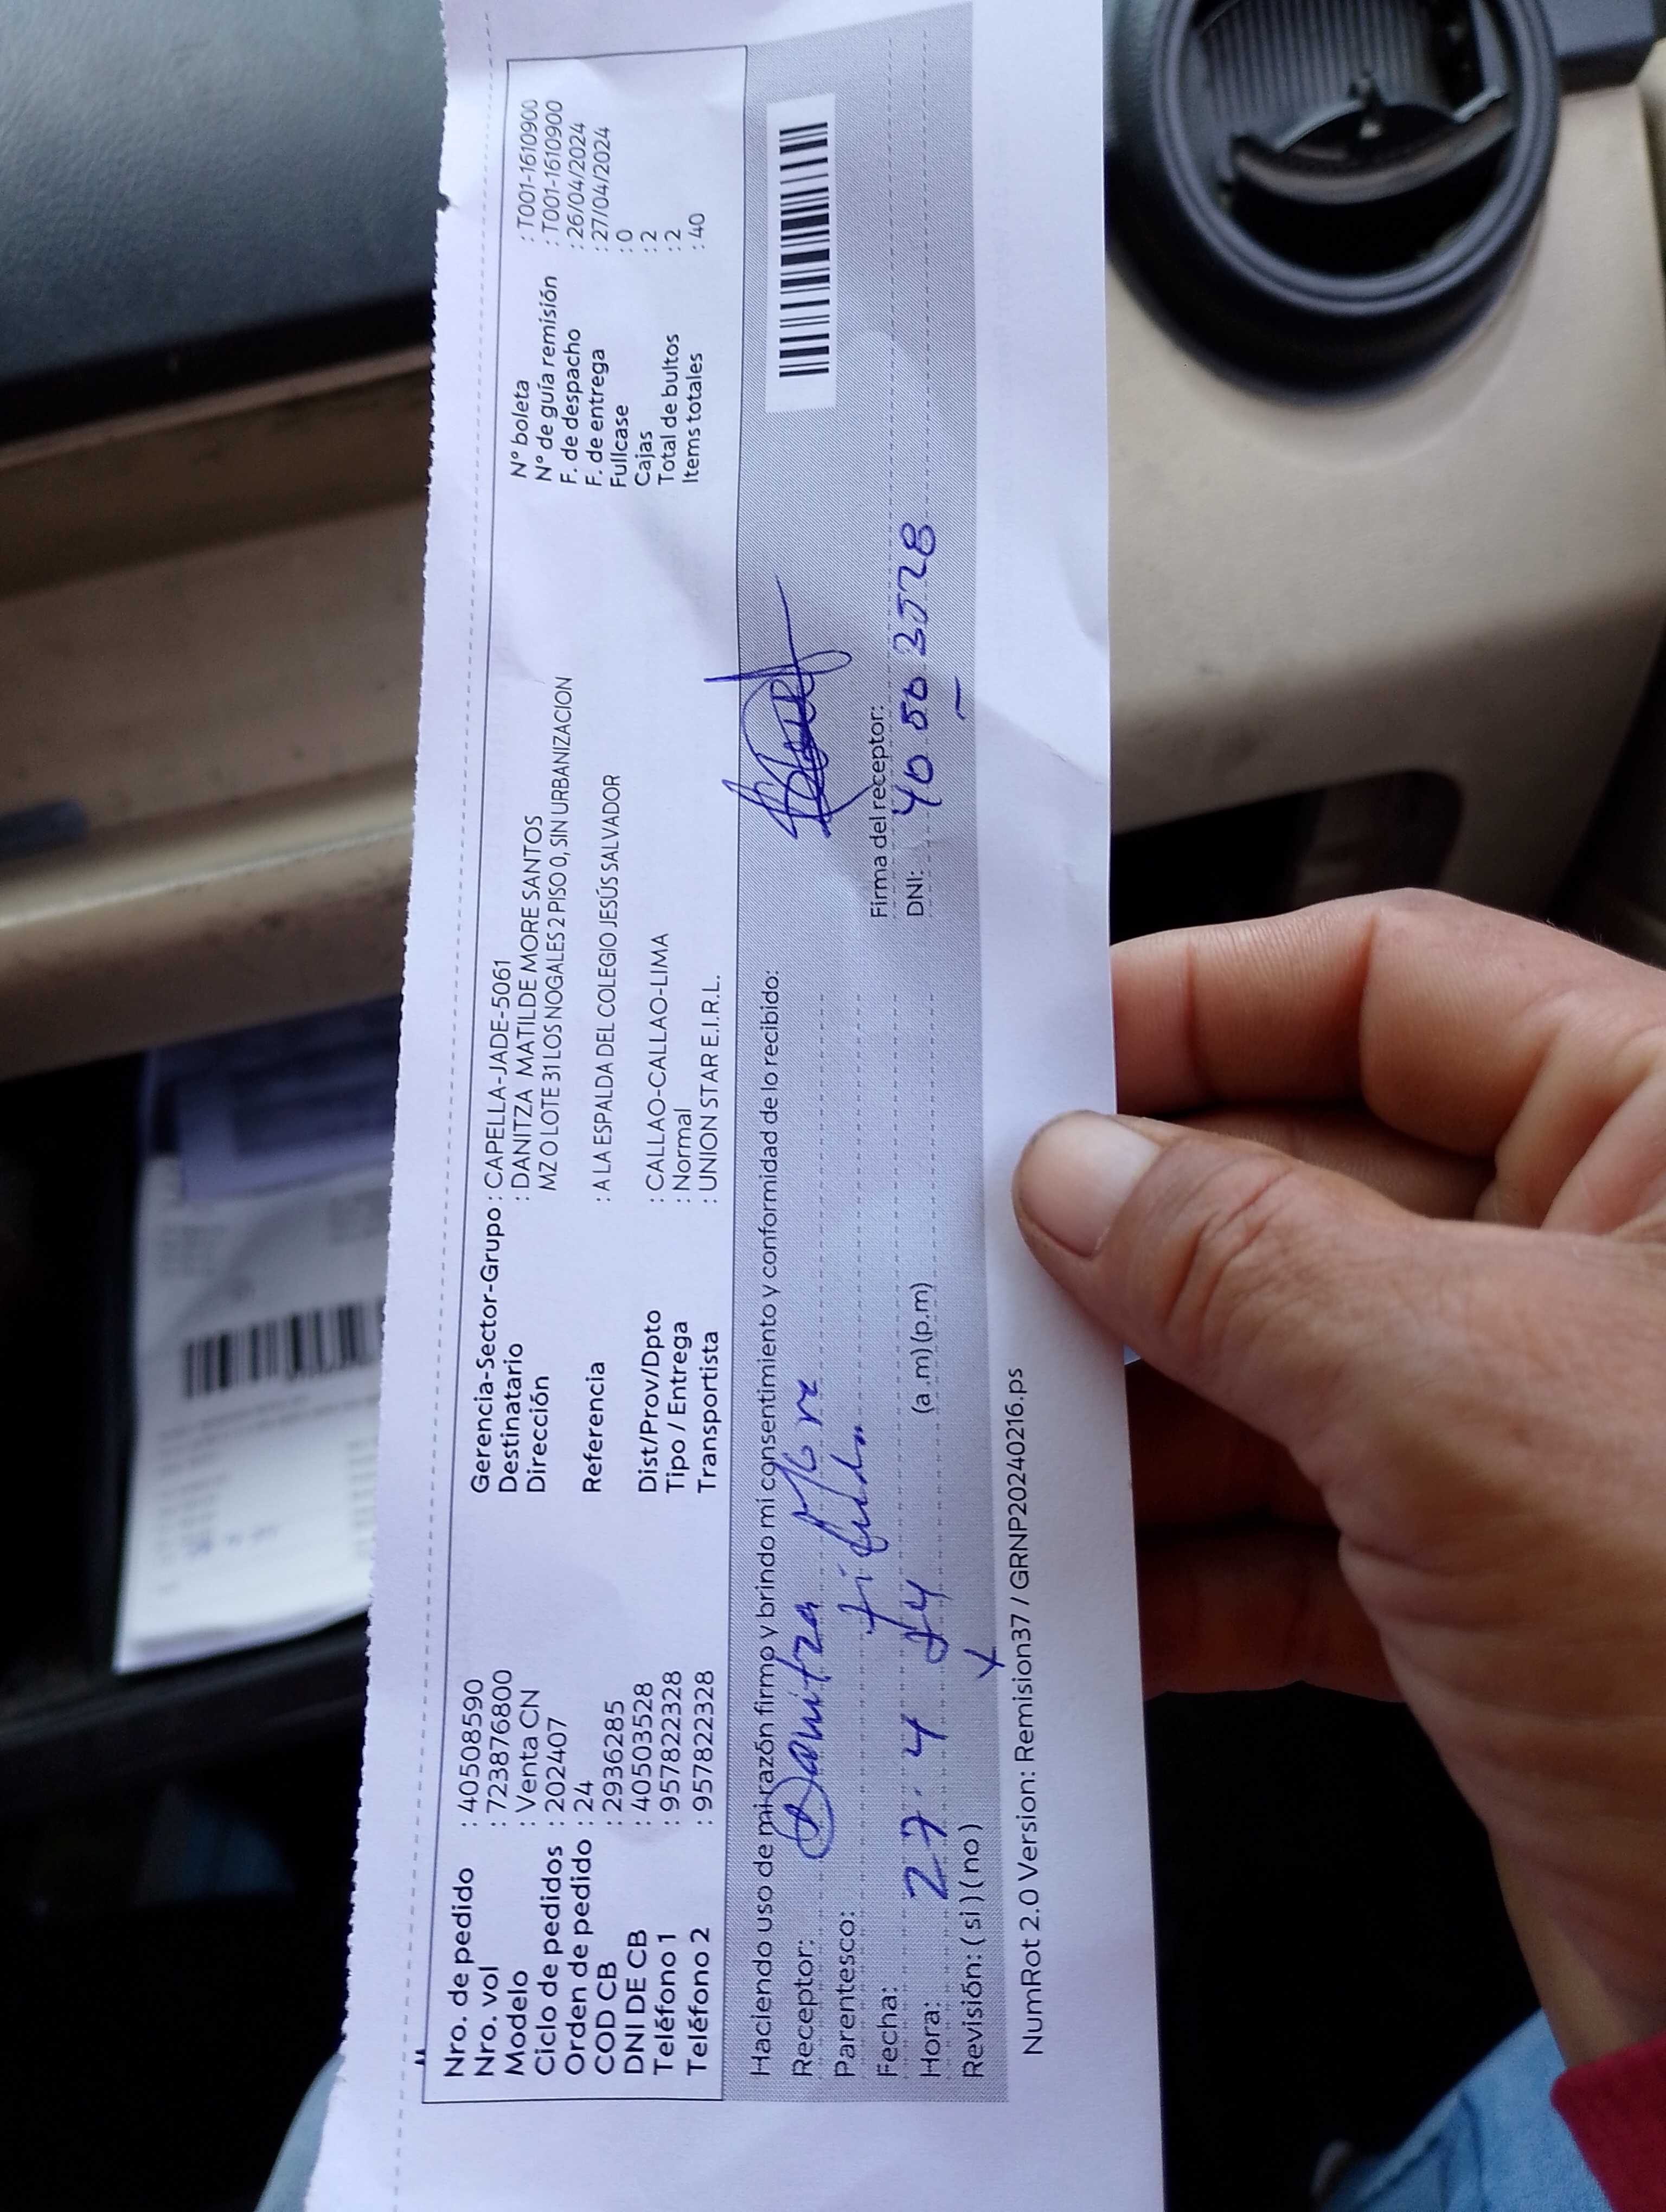 Nro. de pedido : 40508590
Nro. vol : 723876800
Modelo : Venta CN
Ciclo de pedidos : 202407
Orden de pedido : 24
COD CB : 2936285
DNI DE CB : 40503528
Teléfono 1 : 957822328
Teléfono 2 : 957822328
Gerencia-Sector-Grupo : CAPELLA-JADE-5061
Destinatario : DANITZA MATILDE MORE SANTOS
Dirección MZ O LOTE 31 LOS NOGALES 2 PISO 0, SIN URBANIZACION
Referencia : A LA ESPALDA DEL COLEGIO JESÚS SALVADOR
Dist/Prov/Dpto : CALLAO-CALLAO-LIMA
Tipo / Entrega : Normal
Transportista : UNION STAR E.I.R.L.
N° boleta : T001-1610900
N° de guía remisión : T001-1610900
F. de despacho : 26/04/2024
F. de entrega : 27/04/2024
Fullcase : 0
Cajas : 2
Total de bultos : 2
Items totales : 40
Haciendo uso de mi razón firmo y brindo mi consentimiento y conformidad de lo recibido:
Receptor: Danitza More
Parentesco:
Fecha: 27.4
Hora: (a.m)(p.m)
Revisión: ( si ) ( no )
Firma del receptor:
DNI: 40503528
NumRot 2.0 Version: Remision37 / GRNP20240216.ps